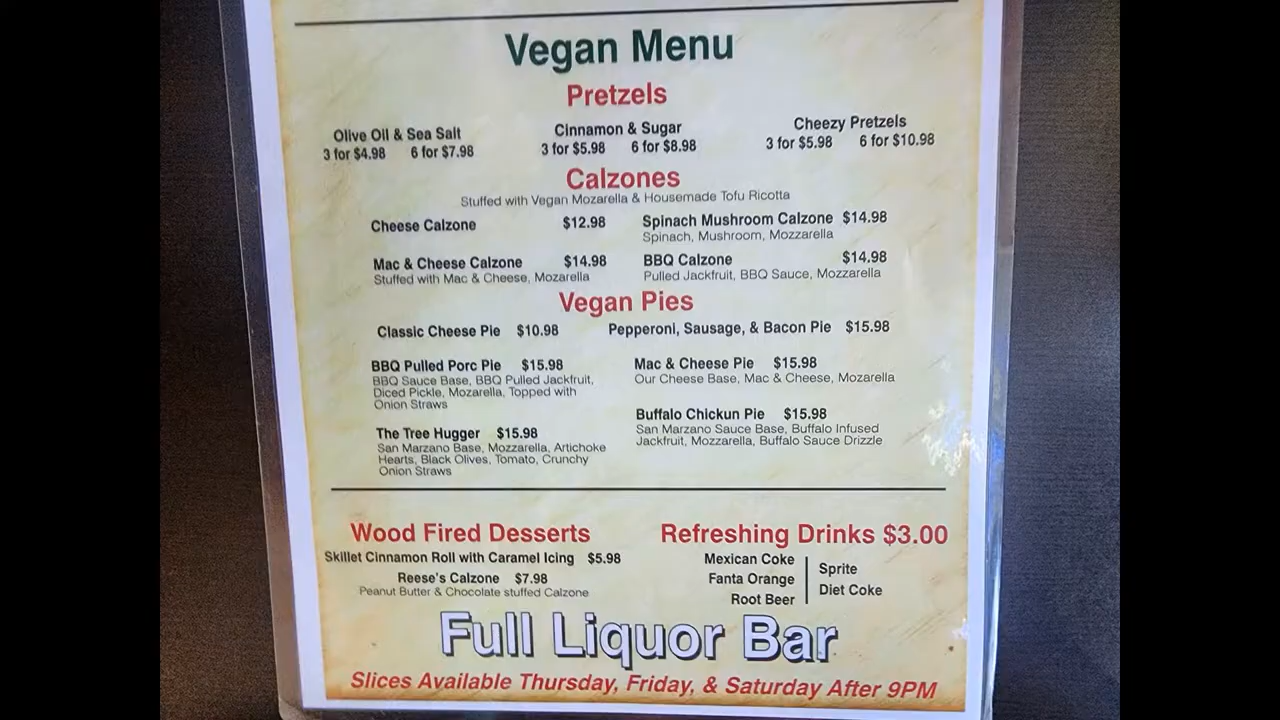 Vegan Menu
Pretzels
Olive Oil & Sea Salt
3 for $4.98 6 for $7.98
Cinnamon & Sugar
3 for $5.98 6 for $8.98
Cheezy Pretzels
3 for $5.98 6 for $10.98
Calzones
Stuffed with Vegan Mozarella & Housemade Tofu Ricotta
Cheese Calzone $12.98
Mac & Cheese Calzone $14.98
Stuffed with Mac & Cheese, Mozarella
Spinach Mushroom Calzone $14.98
Spinach, Mushroom, Mozzarella
BBQ Calzone $14.98
Pulled Jackfruit, BBQ Sauce, Mozzarella
Vegan Pies
Classic Cheese Pie $10.98
BBQ Pulled Porc Pie $15.98
BBQ Sauce Base, BBQ Pulled Jackfruit,
Diced Pickle, Mozarella, Topped with
Onion Straws
The Tree Hugger $15.98
San Marzano Base, Mozzarella, Artichoke
Hearts, Black Olives, Tomato, Crunchy
Onion Straws
Pepperoni, Sausage, & Bacon Pie $15.98
Mac & Cheese Pie $15.98
Our Cheese Base, Mac & Cheese, Mozarella
Buffalo Chickun Pie $15.98
San Marzano Sauce Base, Buffalo Infused
Jackfruit, Mozzarella, Buffalo Sauce Drizzle
Wood Fired Desserts
Skillet Cinnamon Roll with Caramel Icing $5.98
Reese's Calzone $7.98
Peanut Butter & Chocolate stuffed Calzone
Refreshing Drinks $3.00
Mexican Coke
Fanta Orange
Root Beer
Sprite
Diet Coke
Full Liquor Bar
Slices Available Thursday, Friday, & Saturday After 9PM